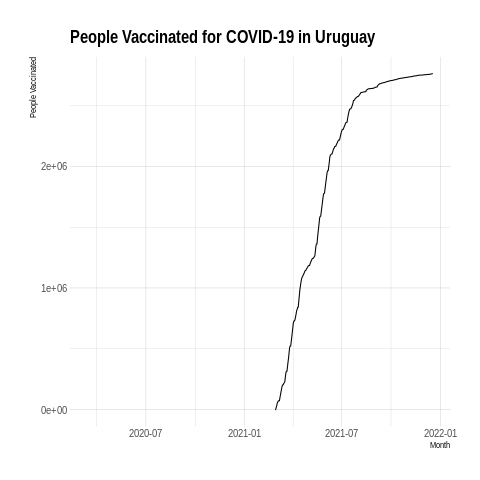 People Vaccinated for COVID-19 in Uruguay
People Vaccinated
2e+06
1e+06
0e+00
2020-07 2021-01 2021-07 2022-01
Month